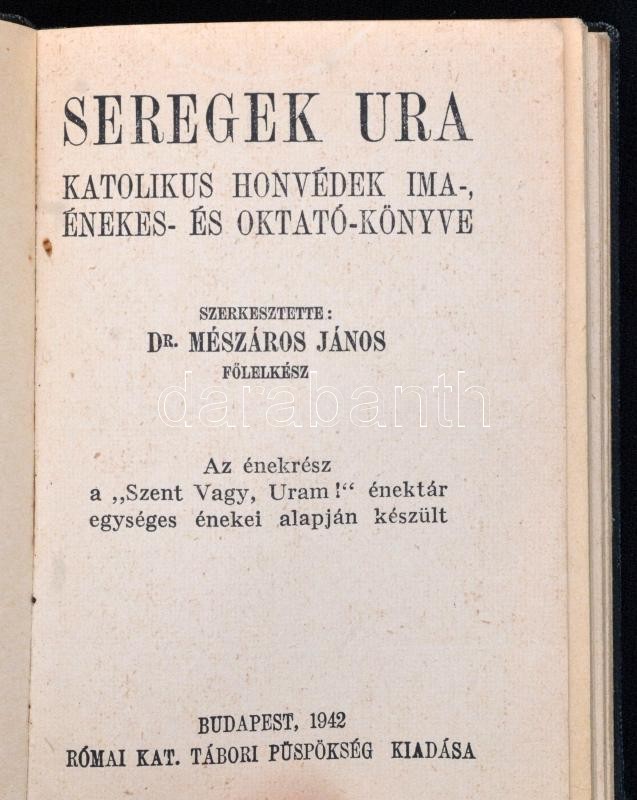 SEREGEK URA
KATOLIKUS HONVÉDEK IMA-,
ÉNEKES- ÉS OKTATÓ-KÖNYVE
SZERKESZTETTE:
DR. MÉSZÁROS JÁNOS
FŐLELKÉSZ
darabanth
Az énekrész
a „Szent Vagy, Uram!“ énektár
egységes énekei alapján készült
BUDAPEST, 1942
RÓMAI KAT. TÁBORI PÜSPÖKSÉG KIADÁSA